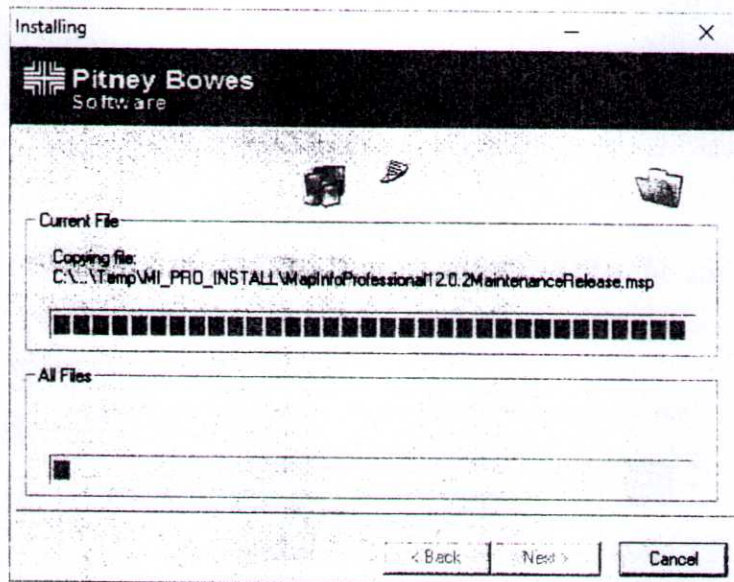 Installing
Pitney Bowes
Software
Current File
Copying file:
C:\...\Temp\MI_PRO_INSTALL\MapInfoProfessional12.0.2MaintenanceRelease.msp
All Files
< Back
Next >
Cancel